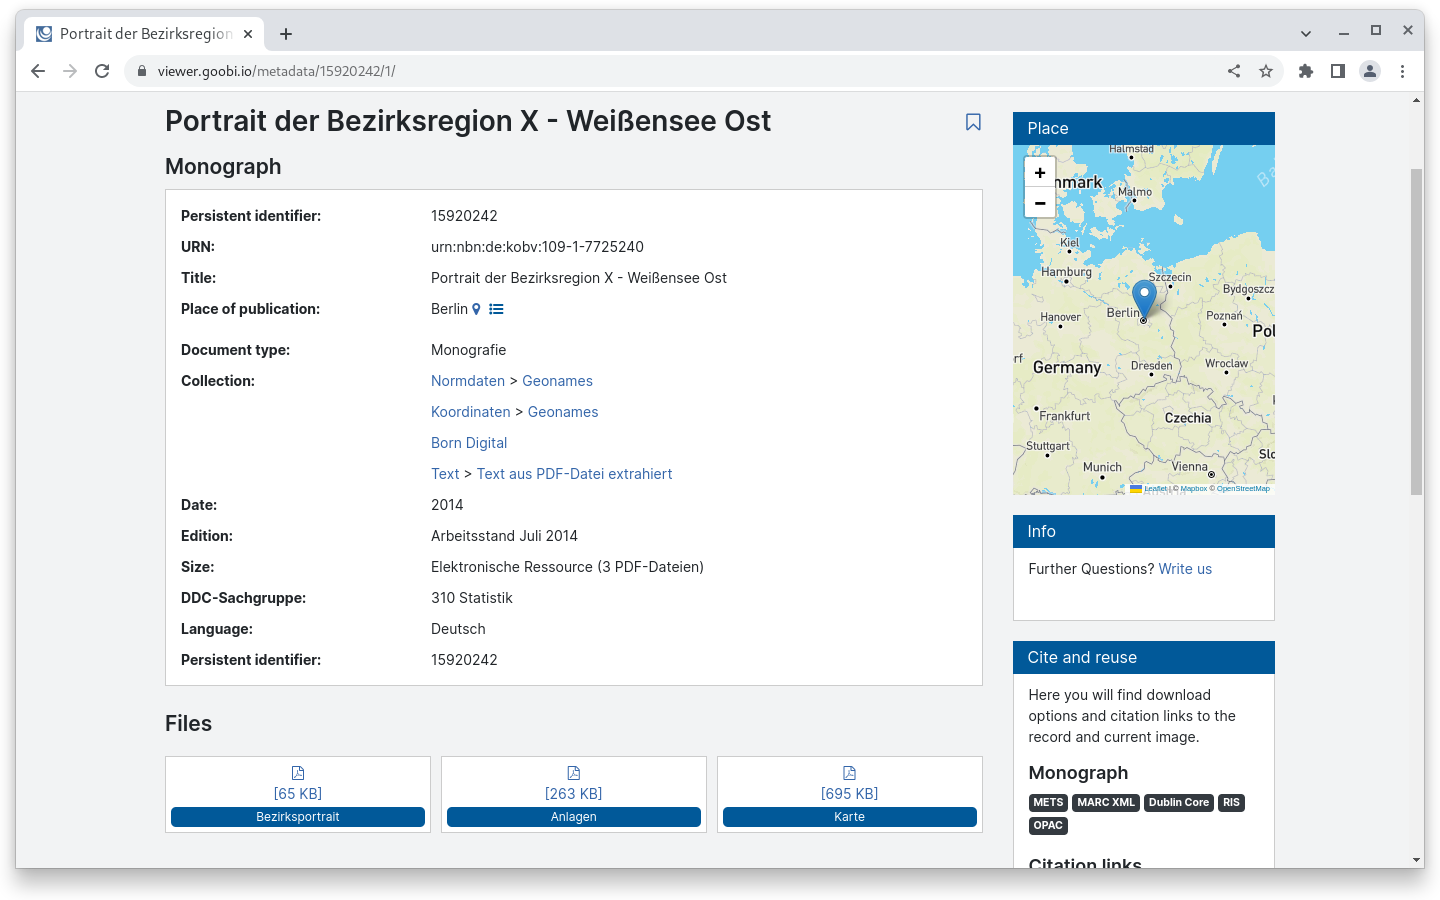 Portrait der Bezirksregion
viewer.goobi.io/metadata/15920242/1/
Portrait der Bezirksregion X - Weißensee Ost
Monograph
Persistent identifier: 15920242
URN: urn:nbn:de:kobv:109-1-7725240
Title: Portrait der Bezirksregion X - Weißensee Ost
Place of publication: Berlin
Document type: Monografie
Collection: Normdaten > Geonames
Koordinaten > Geonames
Born Digital
Text > Text aus PDF-Datei extrahiert
Date: 2014
Edition: Arbeitsstand Juli 2014
Size: Elektronische Ressource (3 PDF-Dateien)
DDC-Sachgruppe: 310 Statistik
Language: Deutsch
Persistent identifier: 15920242
Files
[65 KB]
Bezirksportrait
[263 KB]
Anlagen
[695 KB]
Karte
Place
+
−
Halmstad
nmark
Malmo
Ba
Kiel
Hamburg
Szczecin
Bydgoszcz
Berlin
Hanover
Poznań
Pol
rf
Germany
Dresden
Wroclaw
Frankfurt
Czechia
Stuttgart
Slo
Munich
Vienna
Leaflet | © Mapbox © OpenStreetMap
Info
Further Questions? Write us
Cite and reuse
Here you will find download
options and citation links to the
record and current image.
Monograph
METS MARC XML Dublin Core RIS
OPAC
Citation links